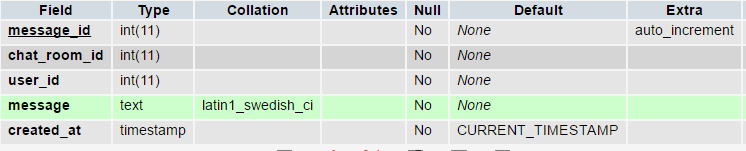 Field Type Collation Attributes Null Default Extra
message_id int(11) No None auto_increment
chat_room_id int(11) No None
user_id int(11) No None
message text latin1_swedish_ci No None
created_at timestamp No CURRENT_TIMESTAMP